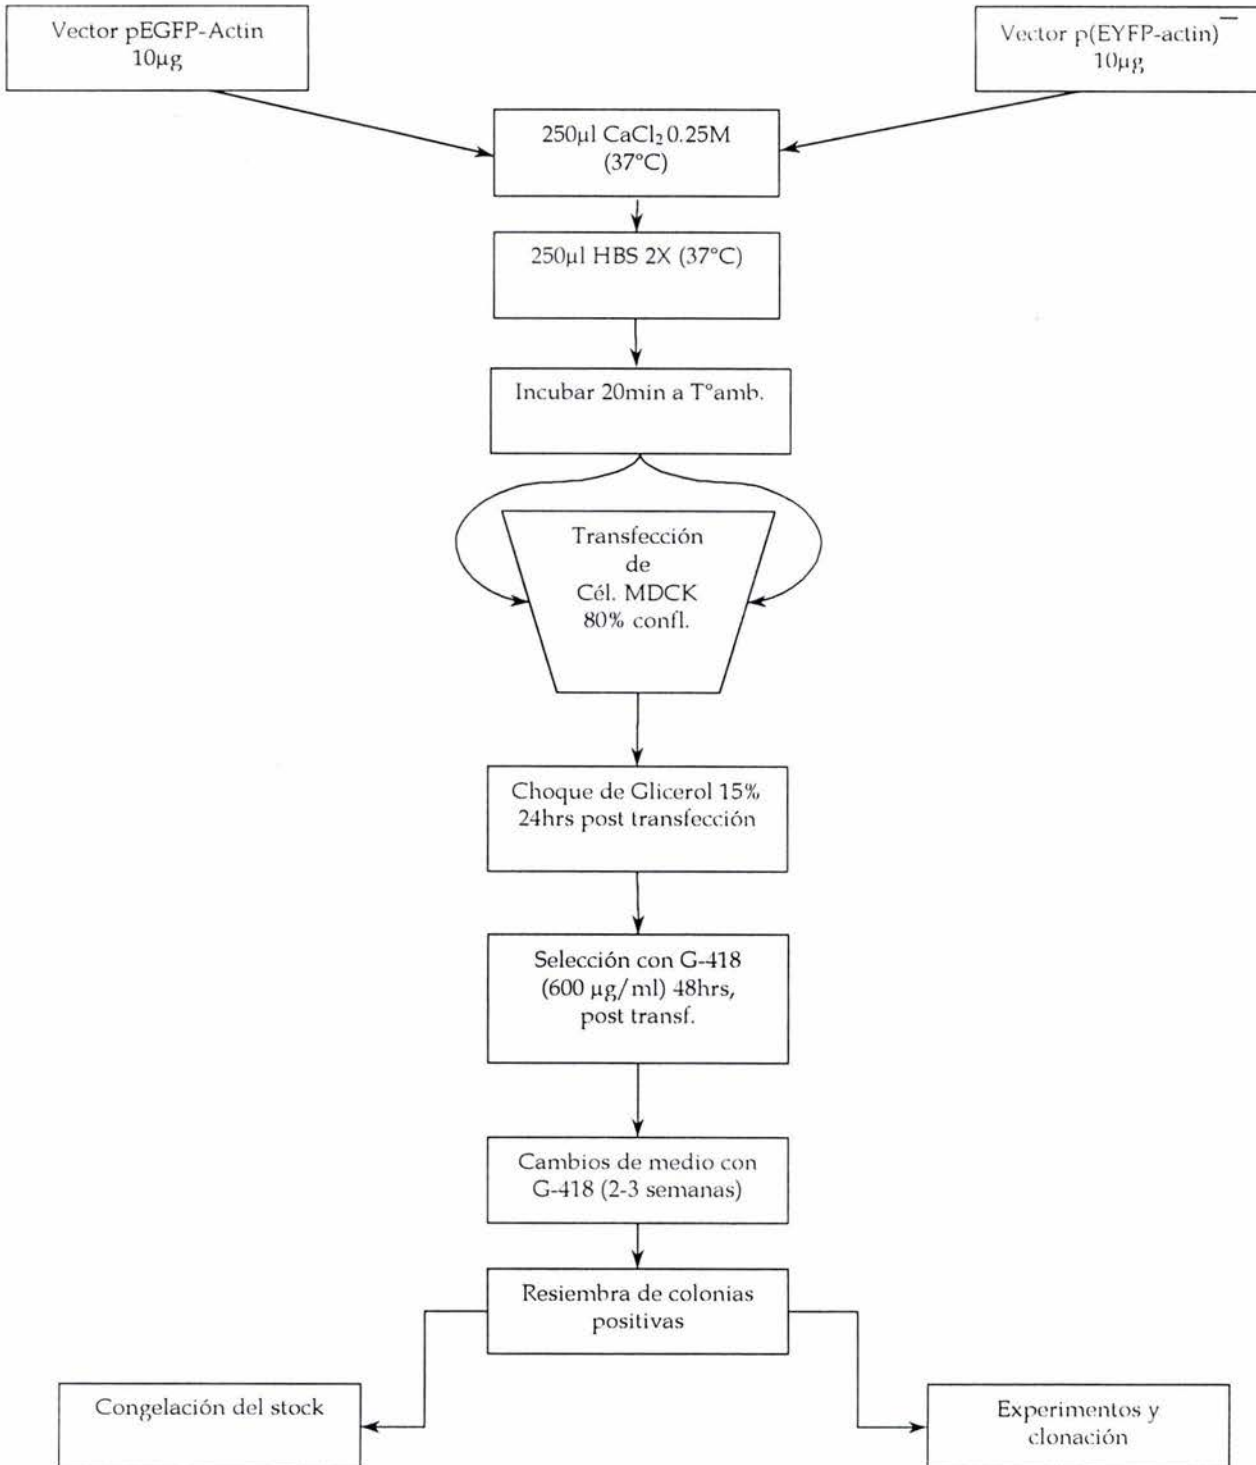 Vector pEGFP-Actin
10µg
Vector p(EYFP-actin)¯
10µg
250µl CaCl₂ 0.25M
(37°C)
250µl HBS 2X (37°C)
Incubar 20min a T°amb.
Transfección
de
Cél. MDCK
80% confl.
Choque de Glicerol 15%
24hrs post transfección
Selección con G-418
(600 µg/ml) 48hrs,
post transf.
Cambios de medio con
G-418 (2-3 semanas)
Resiembra de colonias
positivas
Congelación del stock
Experimentos y
clonación